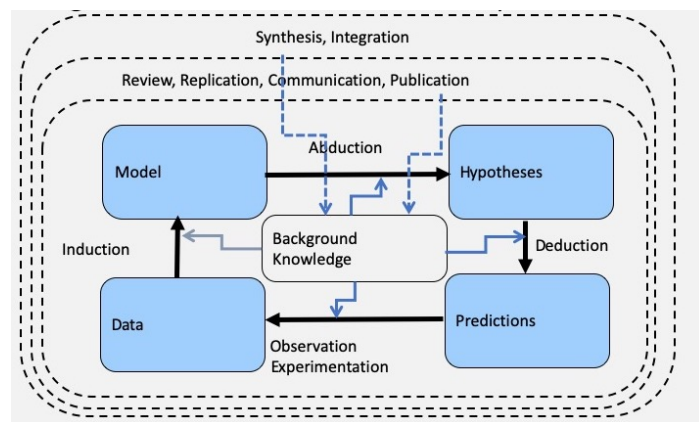 Synthesis, Integration
Review, Replication, Communication, Publication
Abduction
Model
Hypotheses
Background
Knowledge
Induction
Deduction
Data
Predictions
Observation
Experimentation